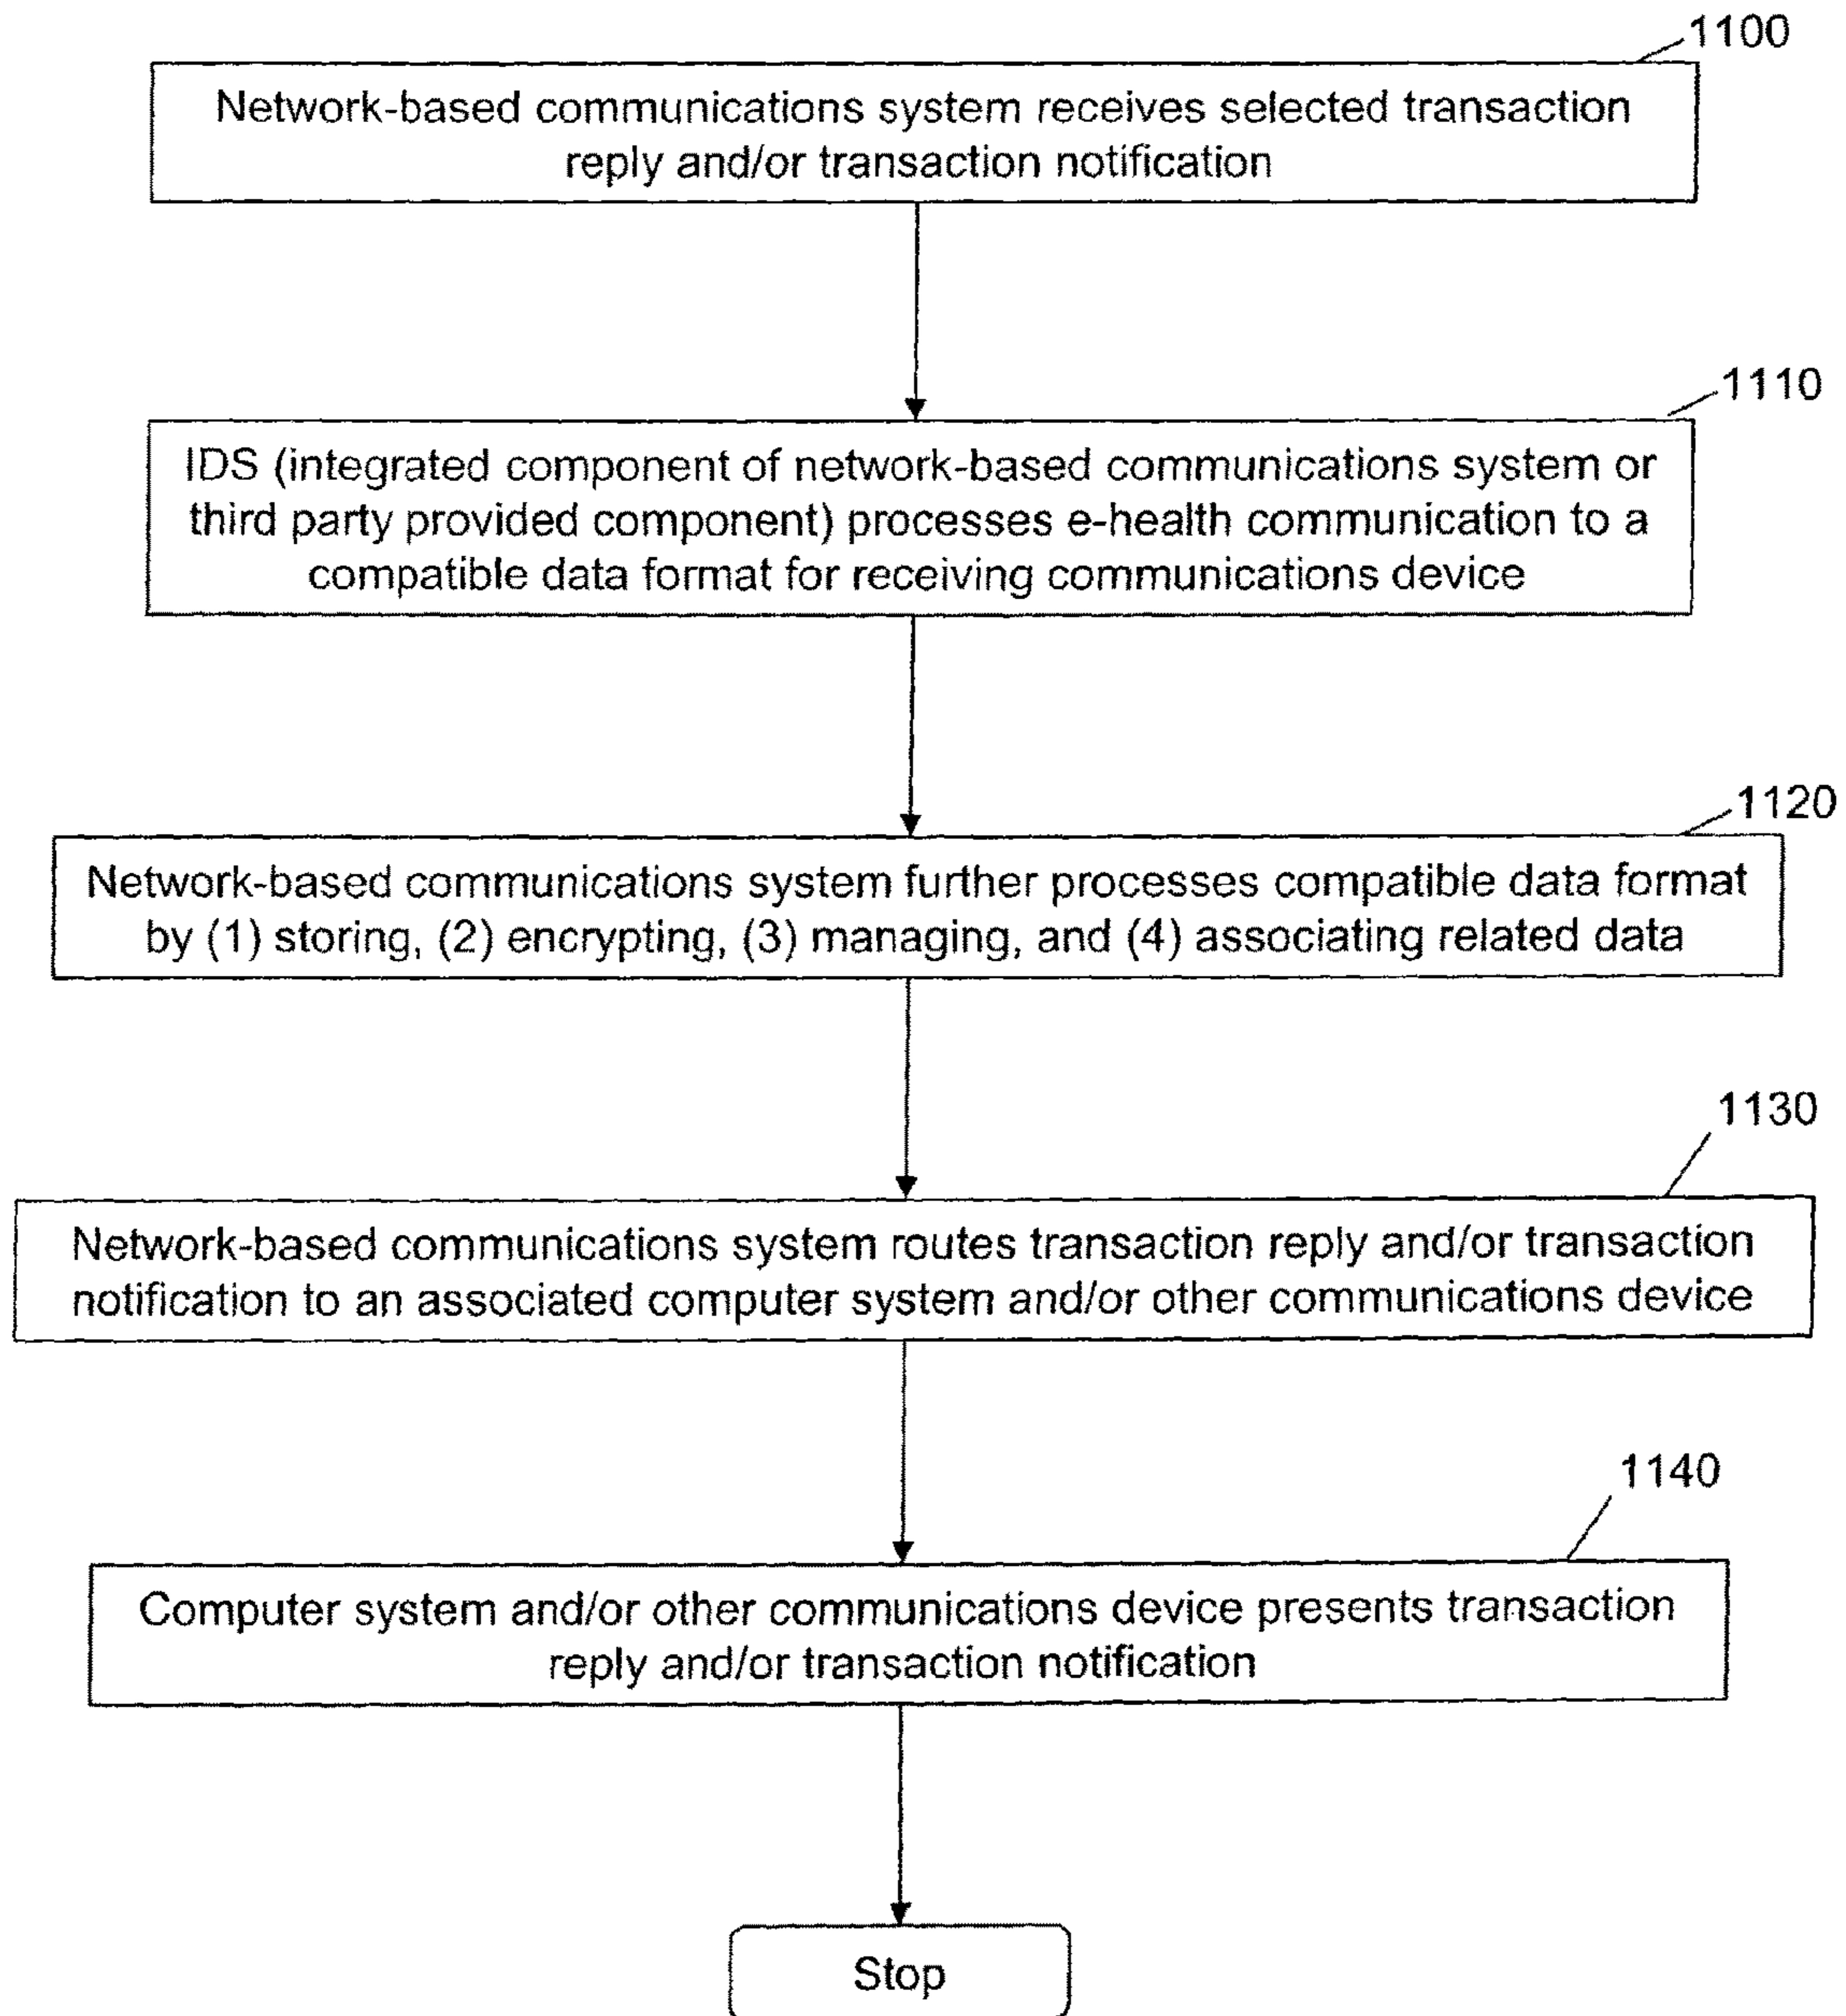 1100
Network-based communications system receives selected transaction
reply and/or transaction notification
1110
IDS (integrated component of network-based communications system or
third party provided component) processes e-health communication to a
compatible data format for receiving communications device
1120
Network-based communications system further processes compatible data format
by (1) storing, (2) encrypting, (3) managing, and (4) associating related data
1130
Network-based communications system routes transaction reply and/or transaction
notification to an associated computer system and/or other communications device
1140
Computer system and/or other communications device presents transaction
reply and/or transaction notification
Stop